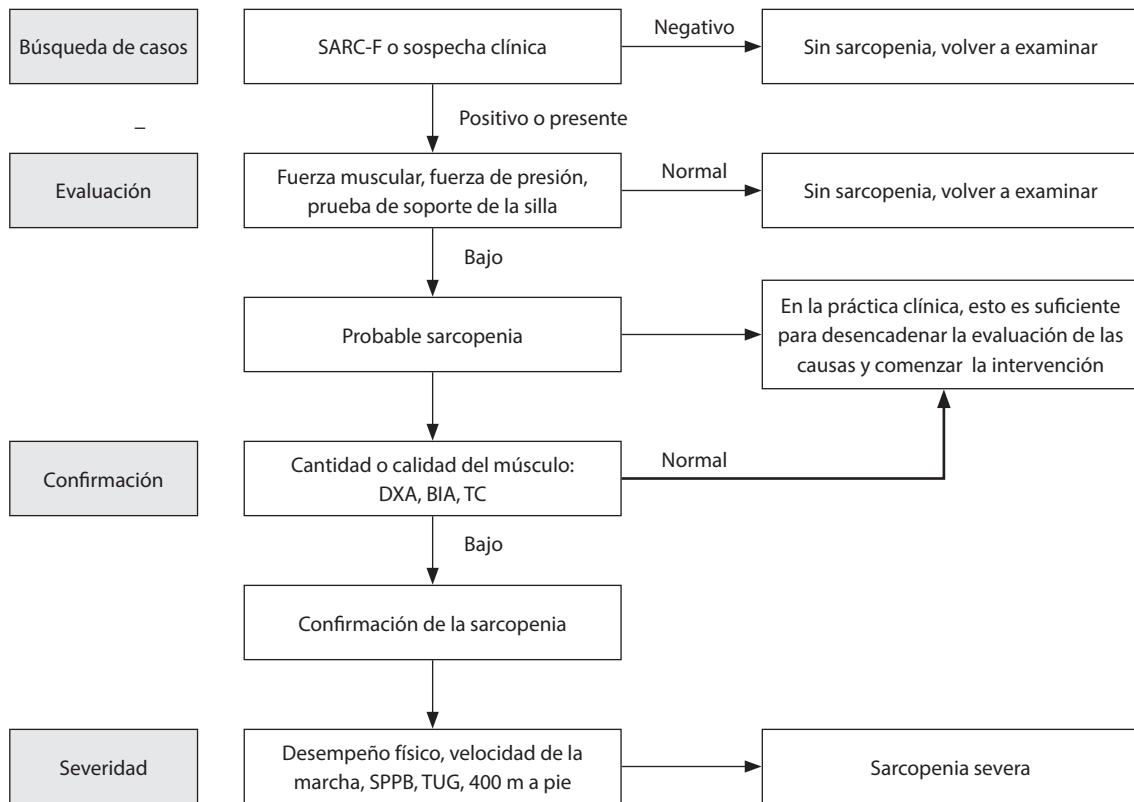 Búsqueda de casos
SARC-F o sospecha clínica
Negativo
Sin sarcopenia, volver a examinar
–
Positivo o presente
Evaluación
Fuerza muscular, fuerza de presión,
prueba de soporte de la silla
Normal
Sin sarcopenia, volver a examinar
Bajo
Probable sarcopenia
En la práctica clínica, esto es suficiente
para desencadenar la evaluación de las
causas y comenzar la intervención
Confirmación
Cantidad o calidad del músculo:
DXA, BIA, TC
Normal
Bajo
Confirmación de la sarcopenia
Severidad
Desempeño físico, velocidad de la
marcha, SPPB, TUG, 400 m a pie
Sarcopenia severa